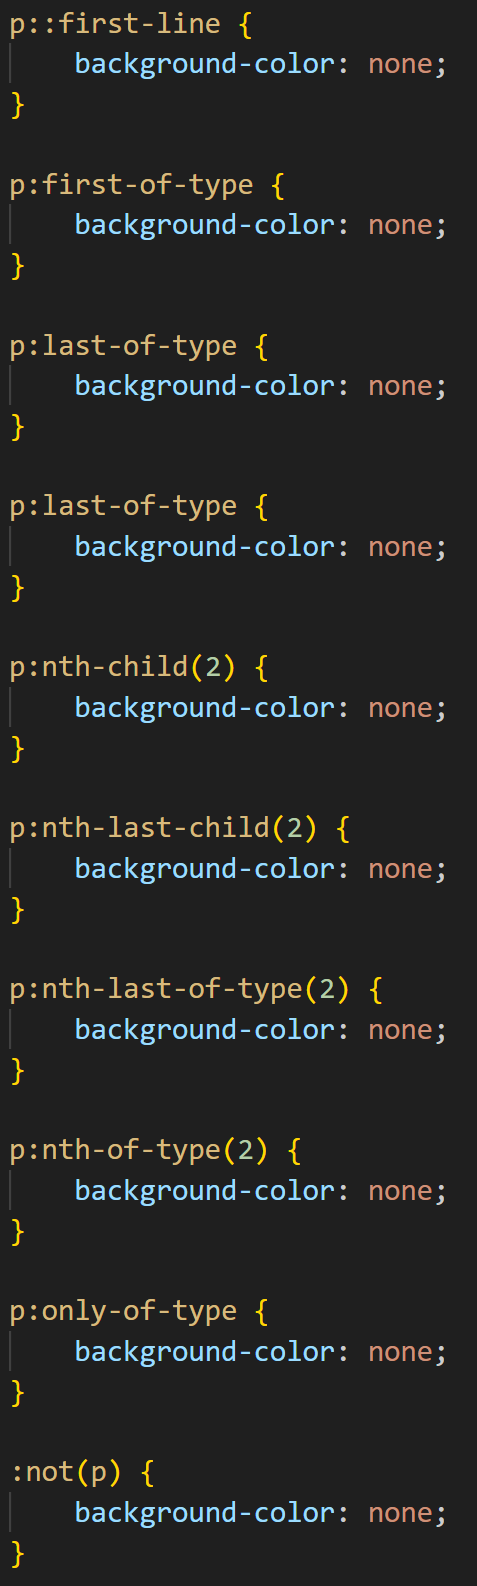 p::first-line {
    background-color: none;
}

p:first-of-type {
    background-color: none;
}

p:last-of-type {
    background-color: none;
}

p:last-of-type {
    background-color: none;
}

p:nth-child(2) {
    background-color: none;
}

p:nth-last-child(2) {
    background-color: none;
}

p:nth-last-of-type(2) {
    background-color: none;
}

p:nth-of-type(2) {
    background-color: none;
}

p:only-of-type {
    background-color: none;
}

:not(p) {
    background-color: none;
}